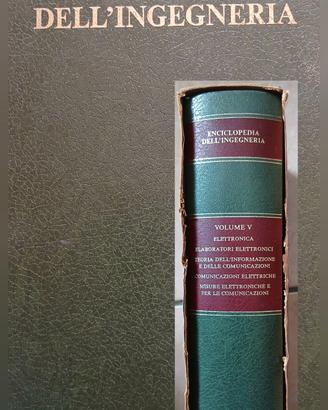 DELL'INGEGNERIA
ENCICLOPEDIA
DELL'INGEGNERIA
VOLUME V
ELETTRONICA
ELABORATORI ELETTRONICI
TEORIA DELL'INFORMAZIONE
E DELLE COMUNICAZIONI
COMUNICAZIONI ELETTRICHE
MISURE ELETTRONICHE E
PER LE COMUNICAZIONI